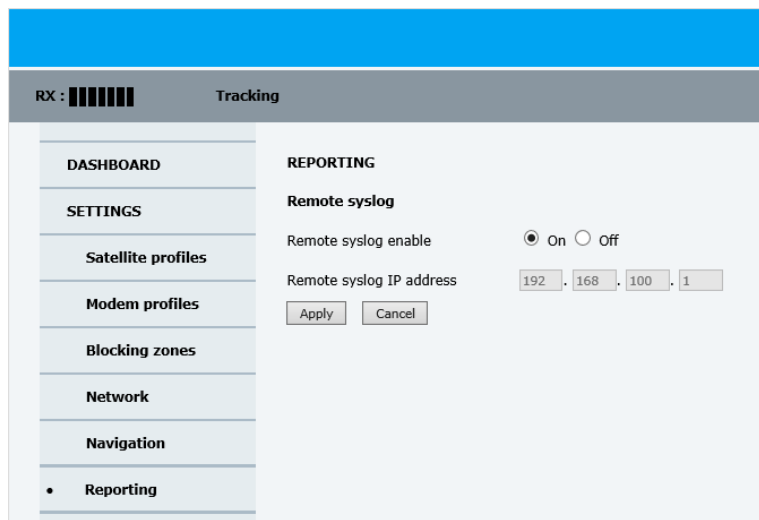 RX : Tracking
DASHBOARD
SETTINGS
Satellite profiles
Modem profiles
Blocking zones
Network
Navigation
• Reporting
REPORTING
Remote syslog
Remote syslog enable On Off
Remote syslog IP address 192 . 168 . 100 . 1
Apply Cancel